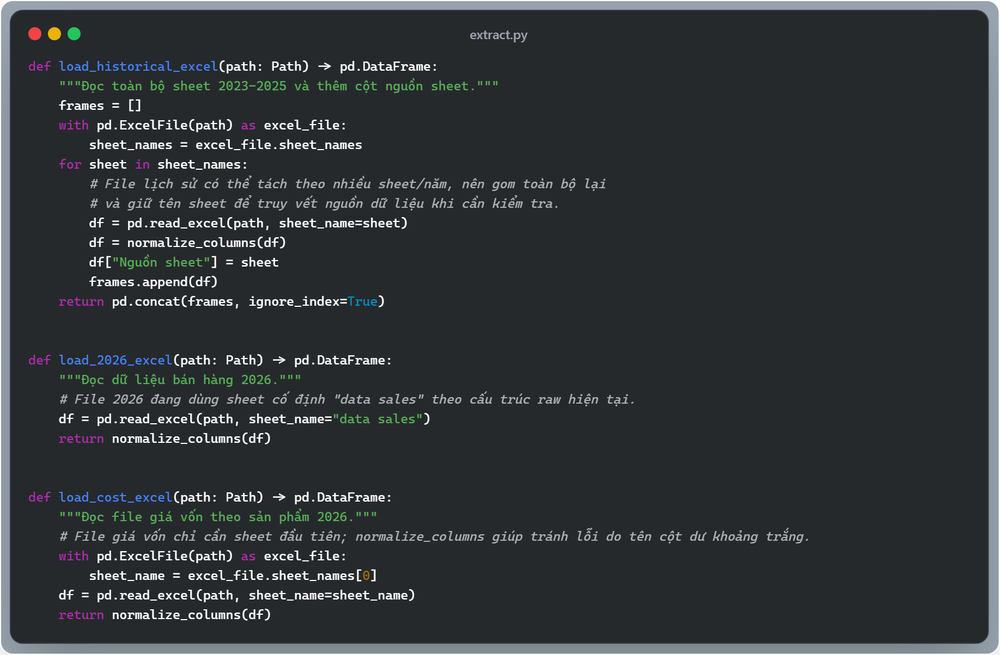 extract.py
def load_historical_excel(path: Path) -> pd.DataFrame:
    """Đọc toàn bộ sheet 2023-2025 và thêm cột nguồn sheet."""
    frames = []
    with pd.ExcelFile(path) as excel_file:
        sheet_names = excel_file.sheet_names
    for sheet in sheet_names:
        # File lịch sử có thể tách theo nhiều sheet/năm, nên gom toàn bộ lại
        # và giữ tên sheet để truy vết nguồn dữ liệu khi cần kiểm tra.
        df = pd.read_excel(path, sheet_name=sheet)
        df = normalize_columns(df)
        df["Nguồn sheet"] = sheet
        frames.append(df)
    return pd.concat(frames, ignore_index=True)
def load_2026_excel(path: Path) -> pd.DataFrame:
    """Đọc dữ liệu bán hàng 2026."""
    # File 2026 đang dùng sheet cố định "data sales" theo cấu trúc raw hiện tại.
    df = pd.read_excel(path, sheet_name="data sales")
    return normalize_columns(df)
def load_cost_excel(path: Path) -> pd.DataFrame:
    """Đọc file giá vốn theo sản phẩm 2026."""
    # File giá vốn chỉ cần sheet đầu tiên; normalize_columns giúp tránh lỗi do tên cột dư khoảng trắng.
    with pd.ExcelFile(path) as excel_file:
        sheet_name = excel_file.sheet_names[0]
    df = pd.read_excel(path, sheet_name=sheet_name)
    return normalize_columns(df)